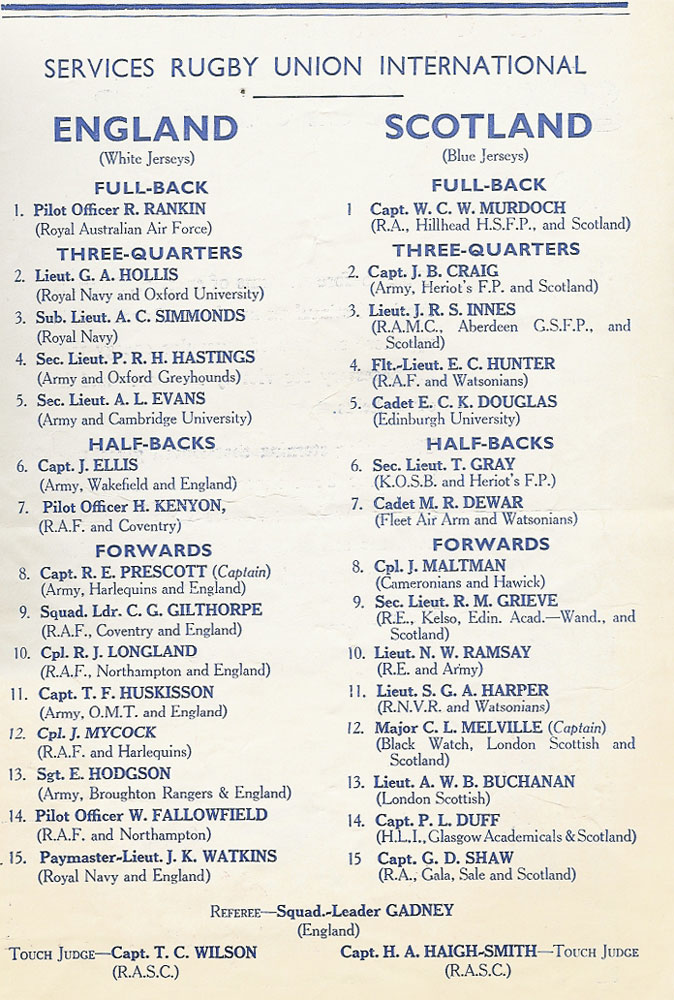 SERVICES RUGBY UNION INTERNATIONAL
ENGLAND
(White Jerseys)
FULL-BACK
1. Pilot Officer R. RANKIN
(Royal Australian Air Force)
THREE-QUARTERS
2. Lieut. G. A. HOLLIS
(Royal Navy and Oxford University)
3. Sub. Lieut. A. C. SIMMONDS
(Royal Navy)
4. Sec. Lieut. P. R. H. HASTINGS
(Army and Oxford Greyhounds)
5. Sec. Lieut. A. L. EVANS
(Army and Cambridge University)
HALF-BACKS
6. Capt. J. ELLIS
(Army, Wakefield and England)
7. Pilot Officer H. KENYON,
(R.A.F. and Coventry)
FORWARDS
8. Capt. R. E. PRESCOTT (Captain)
(Army, Harlequins and England)
9. Squad. Ldr. C. G. GILTHORPE
(R.A.F., Coventry and England)
10. Cpl. R. J. LONGLAND
(R.A.F., Northampton and England)
11. Capt. T. F. HUSKISSON
(Army, O.M.T. and England)
12. Cpl. J. MYCOCK
(R.A.F. and Harlequins)
13. Sgt. E. HODGSON
(Army, Broughton Rangers & England)
14. Pilot Officer W. FALLOWFIELD
(R.A.F. and Northampton)
15. Paymaster-Lieut. J. K. WATKINS
(Royal Navy and England)
SCOTLAND
(Blue Jerseys)
FULL-BACK
1 Capt. W. C. W. MURDOCH
(R.A., Hillhead H.S.F.P., and Scotland)
THREE-QUARTERS
2. Capt. J. B. CRAIG
(Army, Heriot's F.P. and Scotland)
3. Lieut. J. R. S. INNES
(R.A.M.C., Aberdeen G.S.F.P., and
Scotland)
4. Flt.-Lieut. E. C. HUNTER
(R.A.F. and Watsonians)
5. Cadet E. C. K. DOUGLAS
(Edinburgh University)
HALF-BACKS
6. Sec. Lieut. T. GRAY
(K.O.S.B. and Heriot's F.P.)
7. Cadet M. R. DEWAR
(Fleet Air Arm and Watsonians)
FORWARDS
8. Cpl. J. MALTMAN
(Cameronians and Hawick)
9. Sec. Lieut. R. M. GRIEVE
(R.E., Kelso, Edin. Acad.—Wand., and
Scotland)
10. Lieut. N. W. RAMSAY
(R.E. and Army)
11. Lieut. S. G. A. HARPER
(R.N.V.R. and Watsonians)
12. Major C. L. MELVILLE (Captain)
(Black Watch, London Scottish and
Scotland)
13. Lieut. A. W. B. BUCHANAN
(London Scottish)
14. Capt. P. L. DUFF
(H.L.I., Glasgow Academicals & Scotland)
15 Capt. G. D. SHAW
(R.A., Gala, Sale and Scotland)
REFEREE—Squad.-Leader GADNEY
(England)
TOUCH JUDGE—Capt. T. C. WILSON
(R.A.S.C.)
Capt. H. A. HAIGH-SMITH—TOUCH JUDGE
(R.A.S.C.)